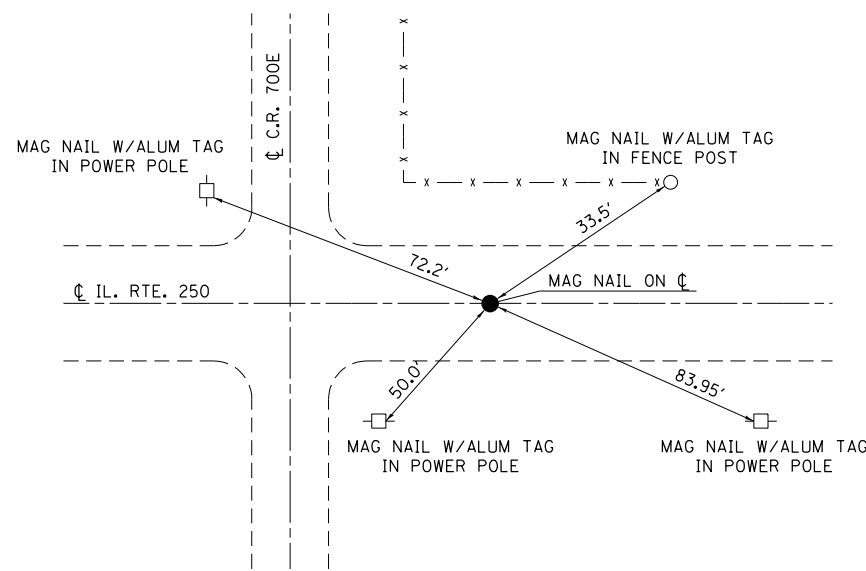 ℄ C.R. 700E
MAG NAIL W/ALUM TAG
IN POWER POLE
MAG NAIL W/ALUM TAG
IN FENCE POST
33.5'
72.2'
MAG NAIL ON ℄
℄ IL. RTE. 250
50.0'
83.95'
MAG NAIL W/ALUM TAG
IN POWER POLE
MAG NAIL W/ALUM TAG
IN POWER POLE